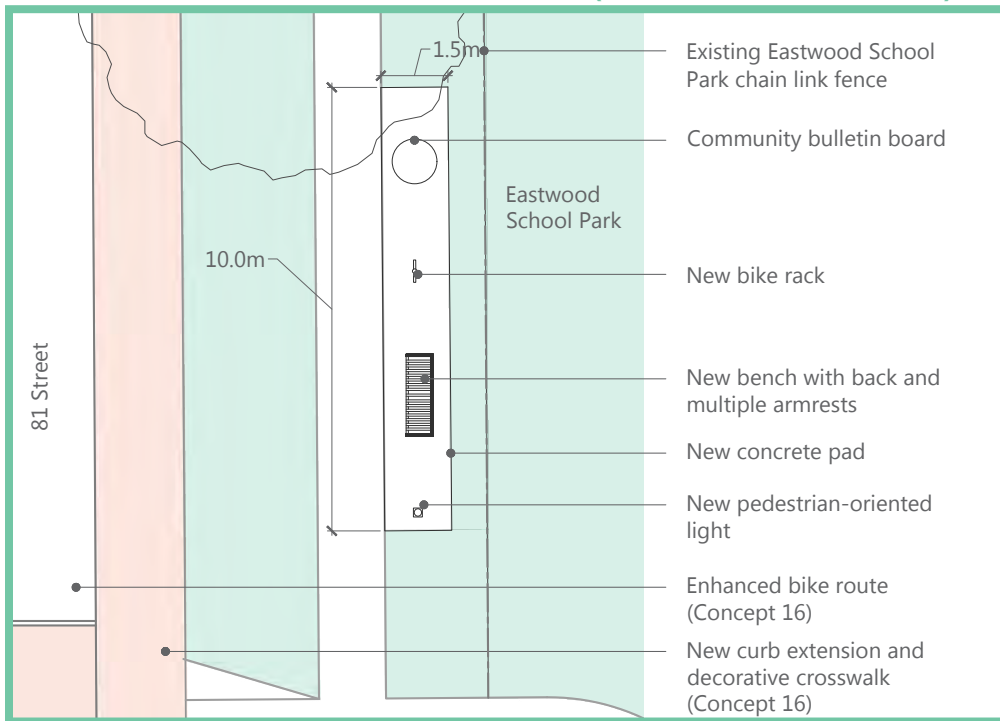 1.5m
Existing Eastwood School
Park chain link fence
Community bulletin board
Eastwood
School Park
10.0m
New bike rack
81 Street
New bench with back and
multiple armrests
New concrete pad
New pedestrian-oriented
light
Enhanced bike route
(Concept 16)
New curb extension and
decorative crosswalk
(Concept 16)